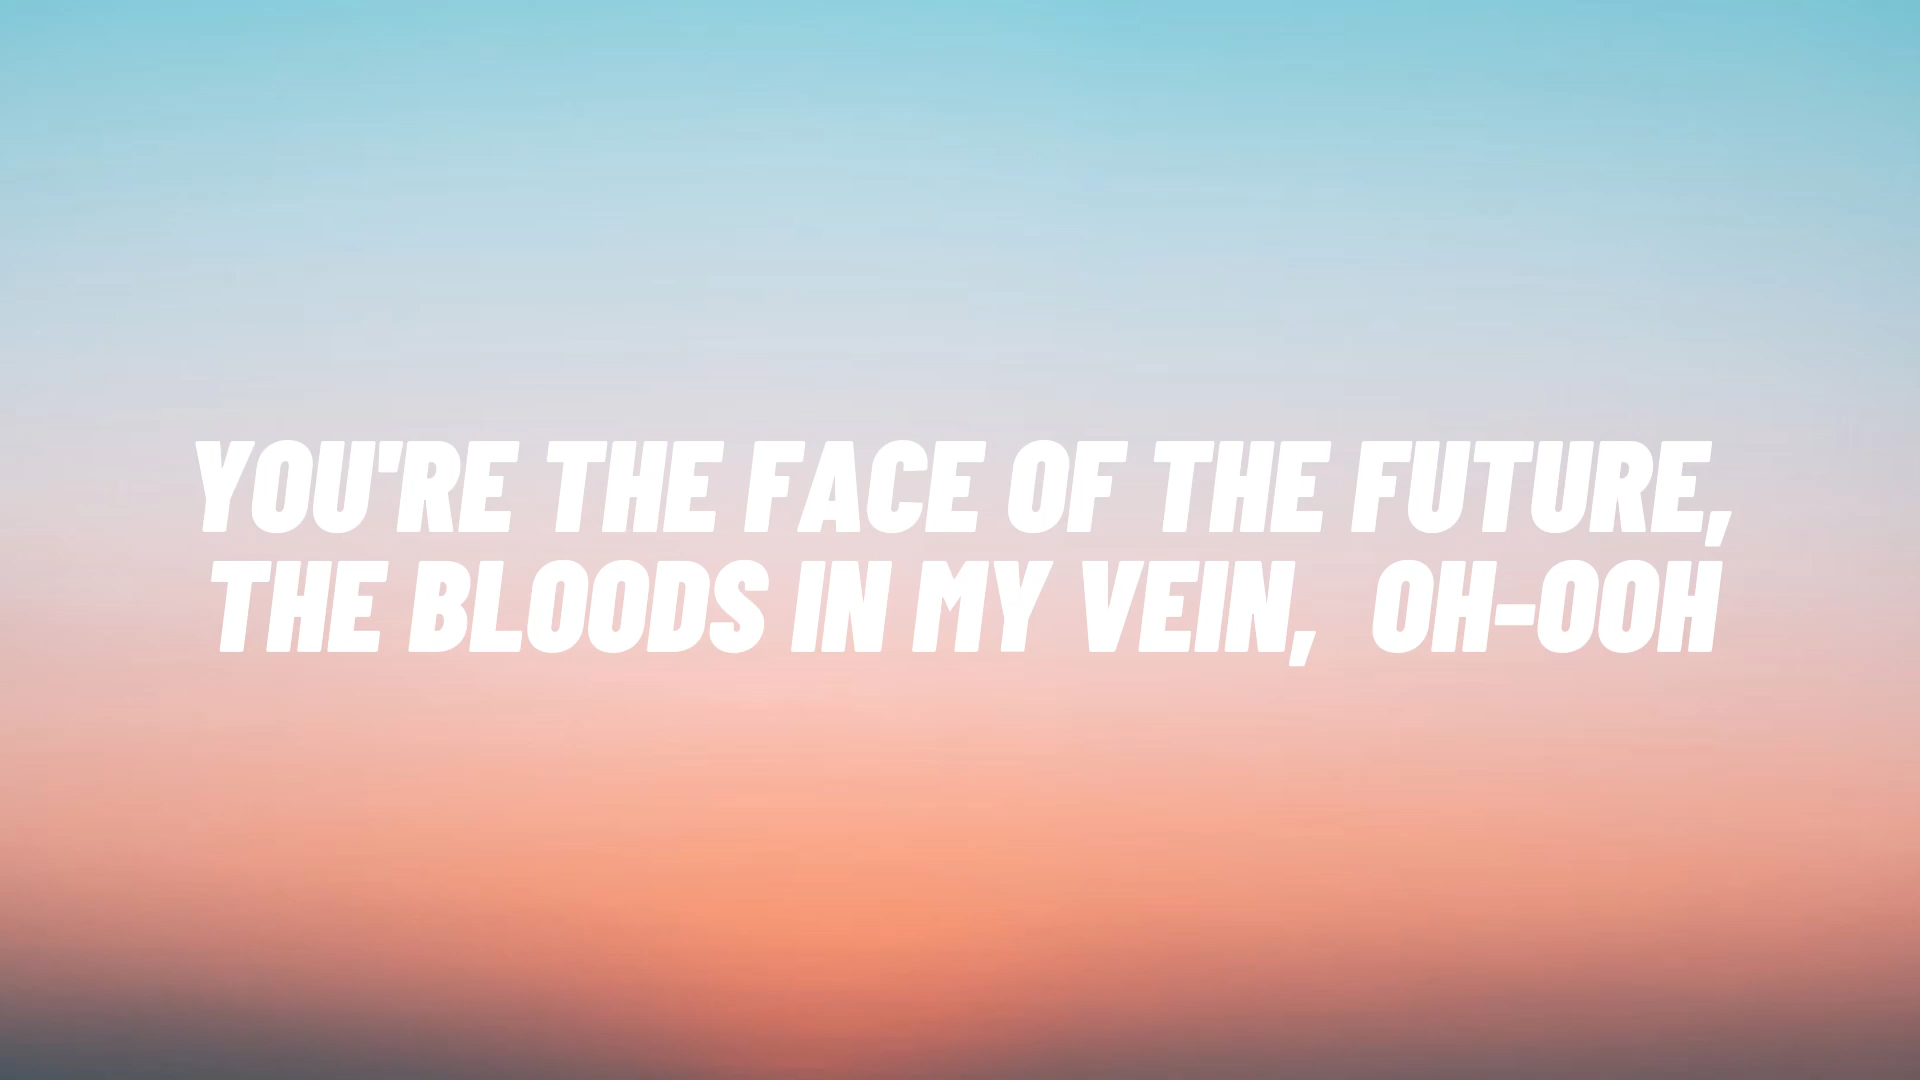 YOU'RE THE FACE OF THE FUTURE,
THE BLOODS IN MY VEIN,  OH-OOH